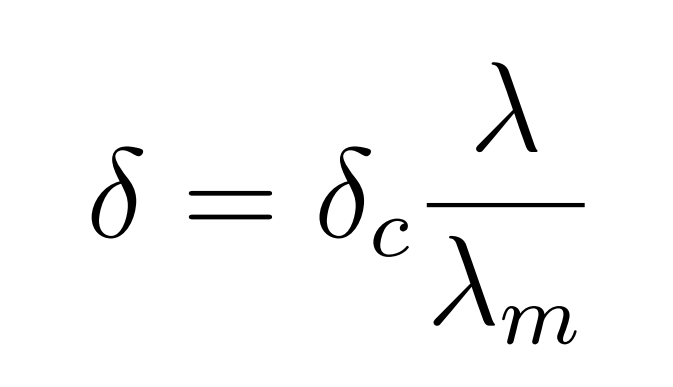 δ = δ_c λ/λ_m